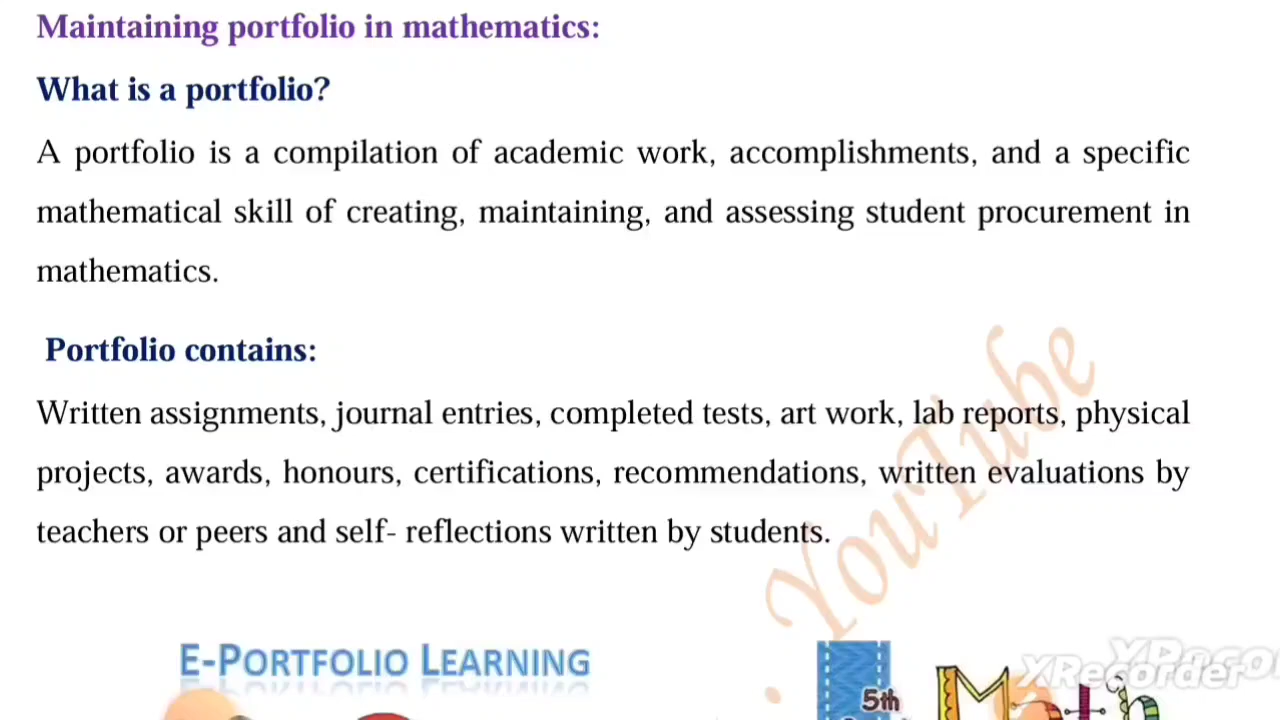 Maintaining portfolio in mathematics:
What is a portfolio?
A portfolio is a compilation of academic work, accomplishments, and a specific
mathematical skill of creating, maintaining, and assessing student procurement in
mathematics.
Portfolio contains:
Written assignments, journal entries, completed tests, art work, lab reports, physical
projects, awards, honours, certifications, recommendations, written evaluations by
teachers or peers and self- reflections written by students.
YouTube
E-PORTFOLIO LEARNING
5th
Math
XRecorder